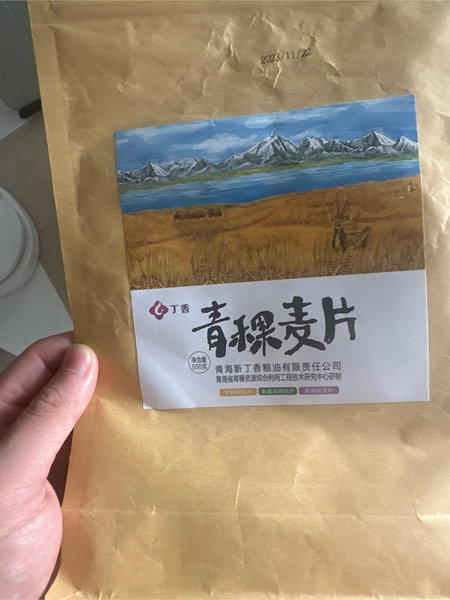 2023/11/22
丁香
青稞麦片
净含量
500克
青海新丁香粮油有限责任公司
青海省青稞资源综合利用工程技术研究中心研制